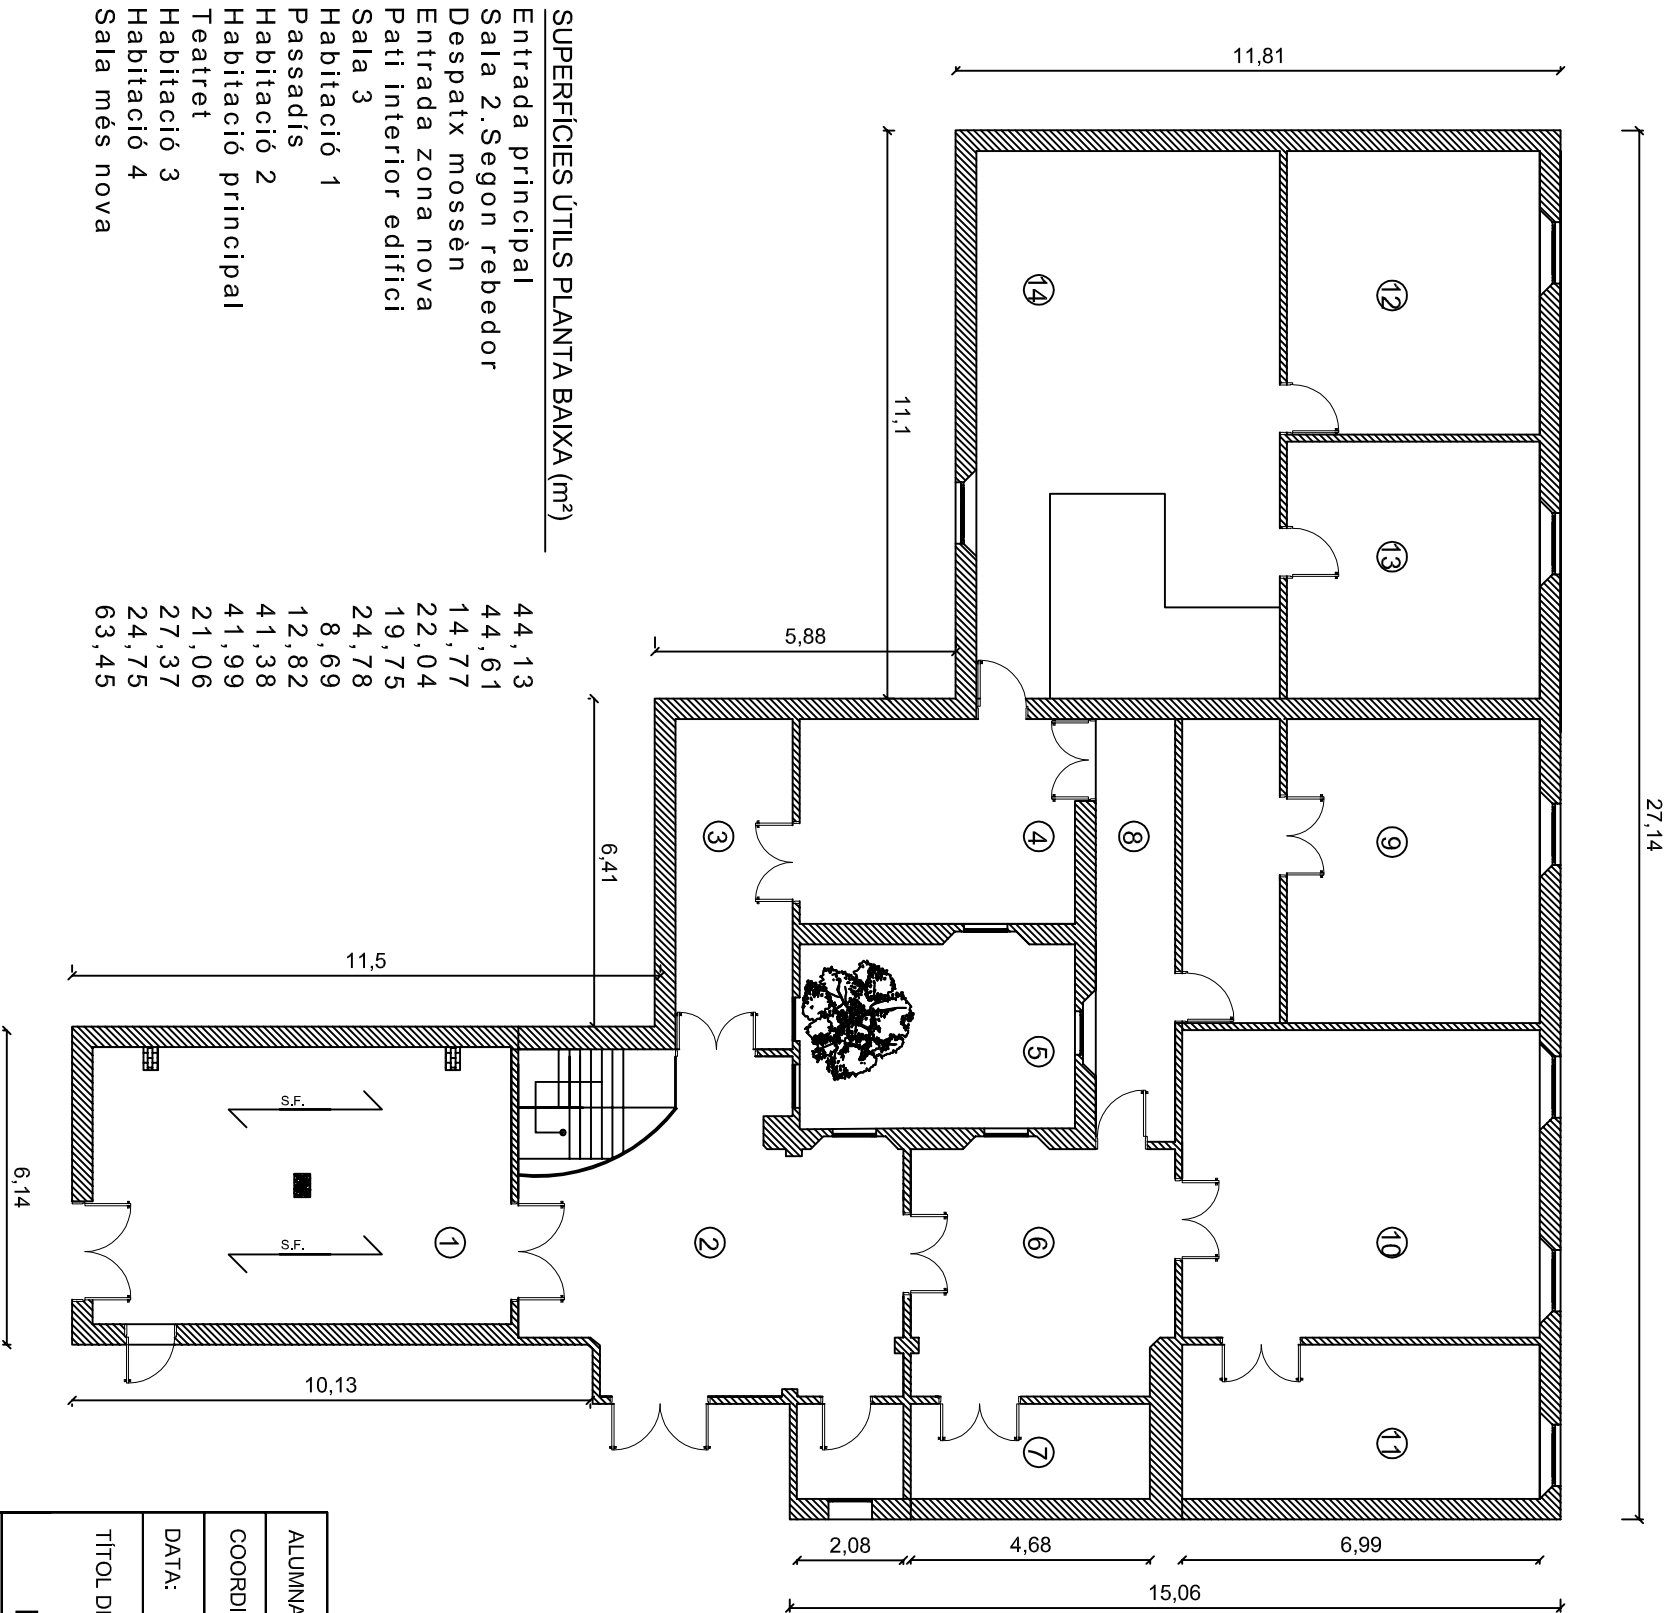 SUPERFÍCIES ÚTILS PLANTA BAIXA (m²)
Entrada principal 44,13
Sala 2.Segon rebedor 44,61
Despatx mossèn 14,77
Entrada zona nova 22,04
Pati interior edifici 19,75
Sala 3 24,78
Habitació 1 8,69
Passadís 12,82
Habitació 2 41,38
Habitació principal 41,99
Teatret 21,06
Habitació 3 27,37
Habitació 4 24,75
Sala més nova 63,45
11,81
11,1
27,14
5,88
6,41
11,5
6,14
10,13
2,08
4,68
6,99
15,06
12
14
13
3
4
8
9
5
1
2
6
10
7
11
S.F.
S.F.
ALUMNA
COORDI
DATA:
TÍTOL DE